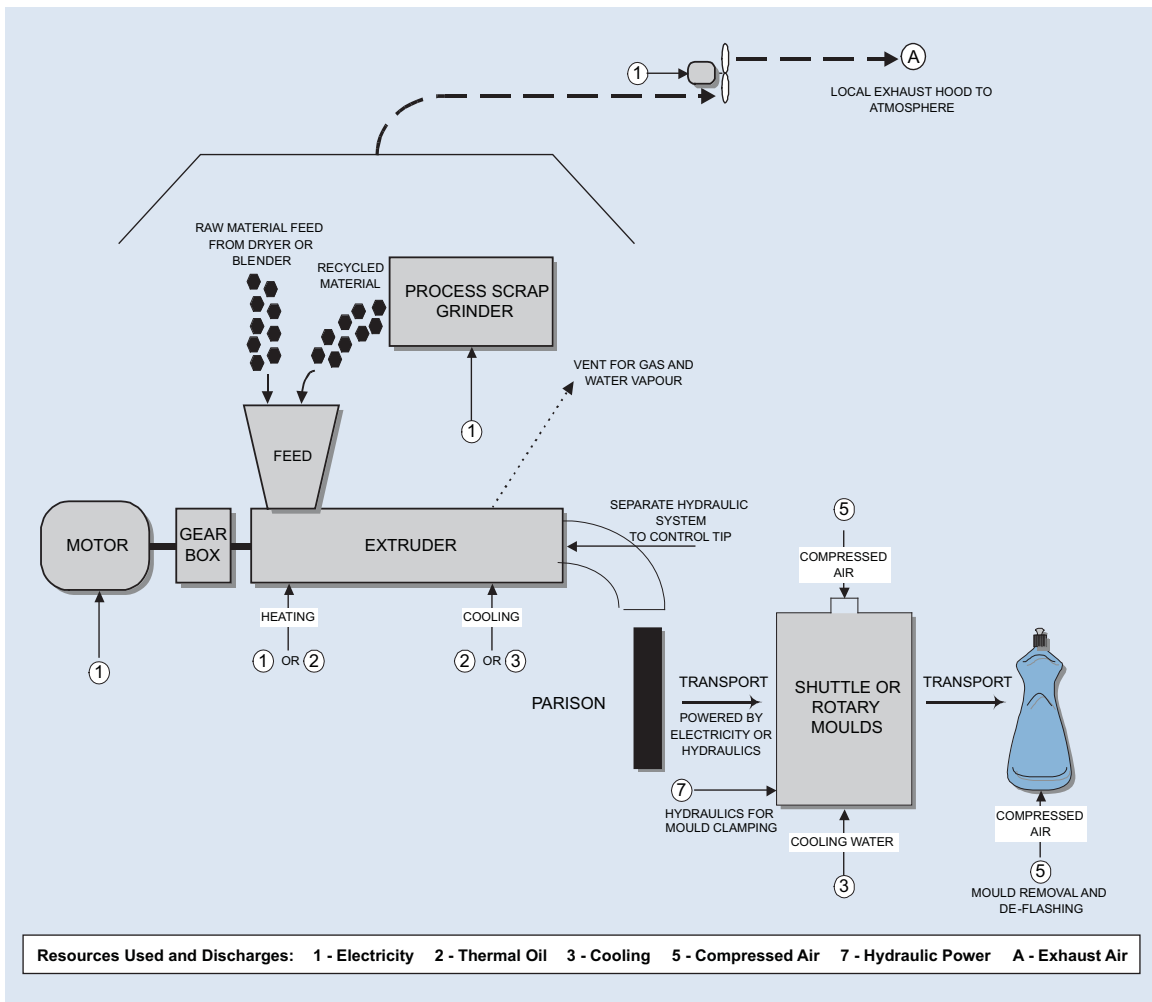 1
A
LOCAL EXHAUST HOOD TO
ATMOSPHERE
RAW MATERIAL FEED
FROM DRYER OR
BLENDER
RECYCLED
MATERIAL
PROCESS SCRAP
GRINDER
1
VENT FOR GAS AND
WATER VAPOUR
FEED
MOTOR
GEAR
BOX
EXTRUDER
SEPARATE HYDRAULIC
SYSTEM
TO CONTROL TIP
1
HEATING
1 OR 2
COOLING
2 OR 3
5
COMPRESSED
AIR
PARISON
TRANSPORT
POWERED BY
ELECTRICITY OR
HYDRAULICS
SHUTTLE OR
ROTARY
MOULDS
TRANSPORT
7
HYDRAULICS FOR
MOULD CLAMPING
COOLING WATER
3
COMPRESSED
AIR
5
MOULD REMOVAL AND
DE-FLASHING
Resources Used and Discharges: 1 - Electricity 2 - Thermal Oil 3 - Cooling 5 - Compressed Air 7 - Hydraulic Power A - Exhaust Air